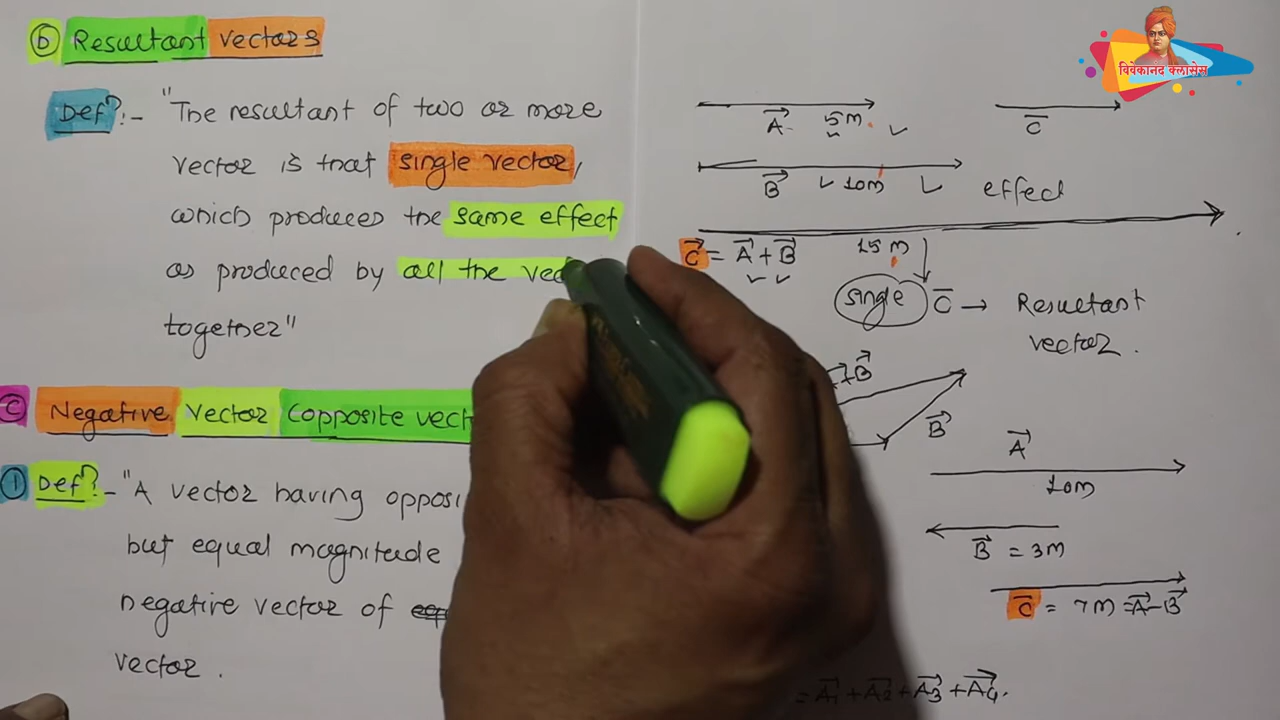 b Resultant vectors
Def?:- "The resultant of two or more
vector is that single vector,
which produces the same effect
as produced by all the vec
together"
C Negative vector (opposite vect
① Def?- "A vector having opposi
but equal magnitude
negative vector of
vector.
विवेकानंद क्लासेस
A 5m
C
B 10m effect
C = A + B 15 m
single C → Resultant
vector.
+B
B
A
10m
B = 3m
C = 7m = A - B
= A1 + A2 + A3 + A4.